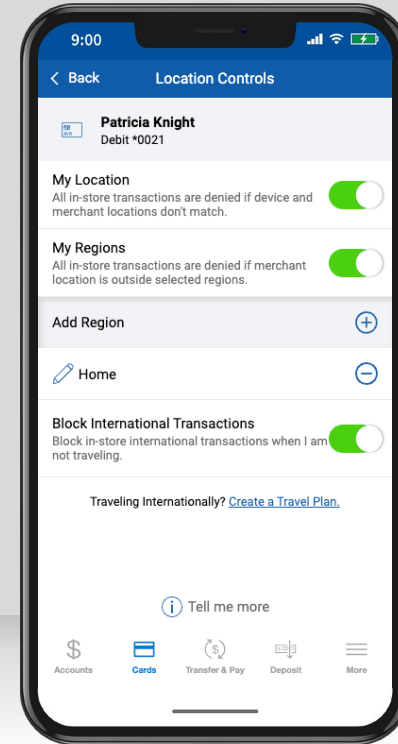 9:00
Back
Location Controls
Patricia Knight
Debit *0021
My Location
All in-store transactions are denied if device and
merchant locations don't match.
My Regions
All in-store transactions are denied if merchant
location is outside selected regions.
Add Region
Home
Block International Transactions
Block in-store international transactions when I am
not traveling.
Traveling Internationally? Create a Travel Plan.
Tell me more
Accounts
Cards
Transfer & Pay
Deposit
More